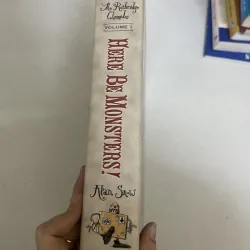 The Ratbridge
Chronicles
VOLUME 1
HERE BE MONSTERS!
Alan Snow